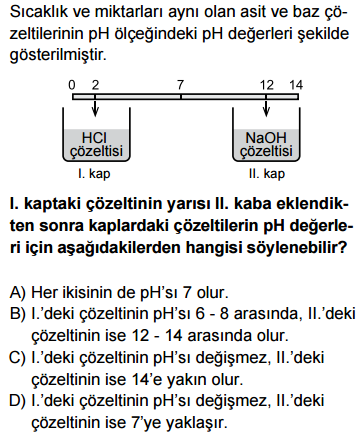 Sıcaklık ve miktarları aynı olan asit ve baz çö-
zeltilerinin pH ölçeğindeki pH değerleri şekilde
gösterilmiştir.
0 2 7 12 14
HCl
çözeltisi
I. kap
NaOH
çözeltisi
II. kap
I. kaptaki çözeltinin yarısı II. kaba eklendik-
ten sonra kaplardaki çözeltilerin pH değerle-
ri için aşağıdakilerden hangisi söylenebilir?
A) Her ikisinin de pH'sı 7 olur.
B) I.'deki çözeltinin pH'sı 6 - 8 arasında, II.'deki
çözeltinin ise 12 - 14 arasında olur.
C) I.'deki çözeltinin pH'sı değişmez, II.'deki
çözeltinin ise 14'e yakın olur.
D) I.'deki çözeltinin pH'sı değişmez, II.'deki
çözeltinin ise 7'ye yaklaşır.